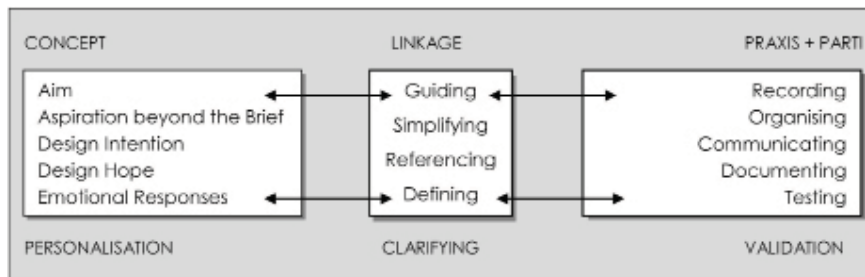 CONCEPT LINKAGE PRAXIS + PARTI
Aim
Aspiration beyond the Brief
Design Intention
Design Hope
Emotional Responses
Guiding
Simplifying
Referencing
Defining
Recording
Organising
Communicating
Documenting
Testing
PERSONALISATION CLARIFYING VALIDATION